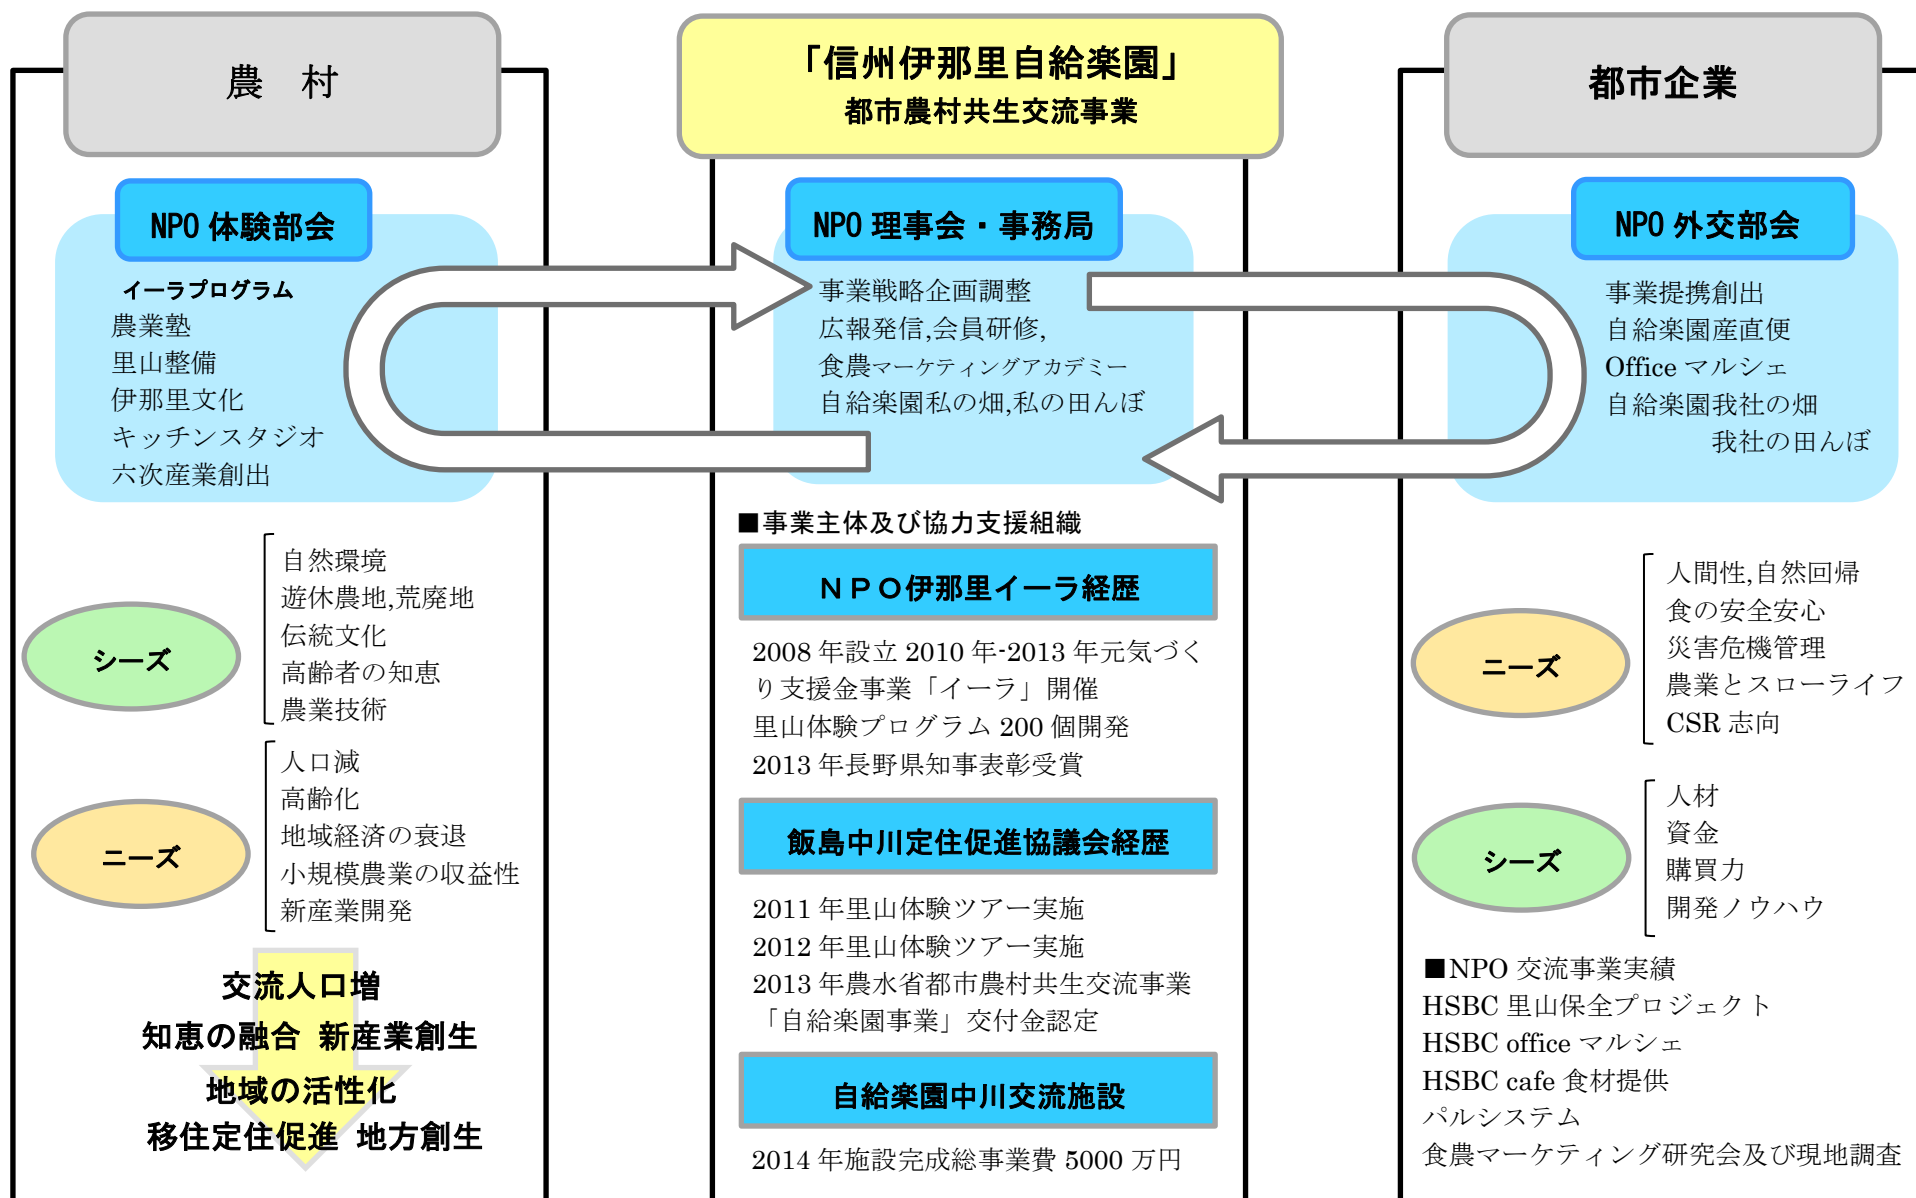 農 村
NPO 体験部会
イーラプログラム
農業塾
里山整備
伊那里文化
キッチンスタジオ
六次産業創出
シーズ
自然環境
遊休農地,荒廃地
伝統文化
高齢者の知恵
農業技術
ニーズ
人口減
高齢化
地域経済の衰退
小規模農業の収益性
新産業開発
交流人口増
知恵の融合 新産業創生
地域の活性化
移住定住促進 地方創生
「信州伊那里自給楽園」
都市農村共生交流事業
NPO 理事会・事務局
事業戦略企画調整
広報発信,会員研修,
食農マーケティングアカデミー
自給楽園私の畑,私の田んぼ
■事業主体及び協力支援組織
NPO伊那里イーラ経歴
2008 年設立 2010 年-2013 年元気づく
り支援金事業「イーラ」開催
里山体験プログラム 200 個開発
2013 年長野県知事表彰受賞
飯島中川定住促進協議会経歴
2011 年里山体験ツアー実施
2012 年里山体験ツアー実施
2013 年農水省都市農村共生交流事業
「自給楽園事業」交付金認定
自給楽園中川交流施設
2014 年施設完成総事業費 5000 万円
都市企業
NPO 外交部会
事業提携創出
自給楽園産直便
Office マルシェ
自給楽園我社の畑
我社の田んぼ
ニーズ
人間性,自然回帰
食の安全安心
災害危機管理
農業とスローライフ
CSR 志向
シーズ
人材
資金
購買力
開発ノウハウ
■NPO 交流事業実績
HSBC 里山保全プロジェクト
HSBC office マルシェ
HSBC cafe 食材提供
パルシステム
食農マーケティング研究会及び現地調査